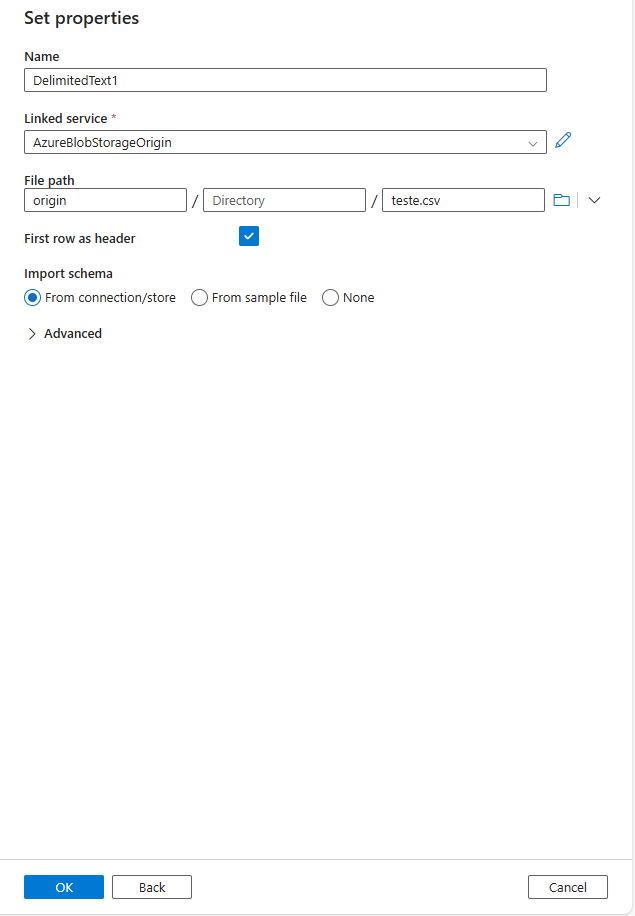 Set properties
Name
DelimitedText1
Linked service *
AzureBlobStorageOrigin
File path
origin / Directory / teste.csv
First row as header
Import schema
From connection/store From sample file None
Advanced
OK Back Cancel